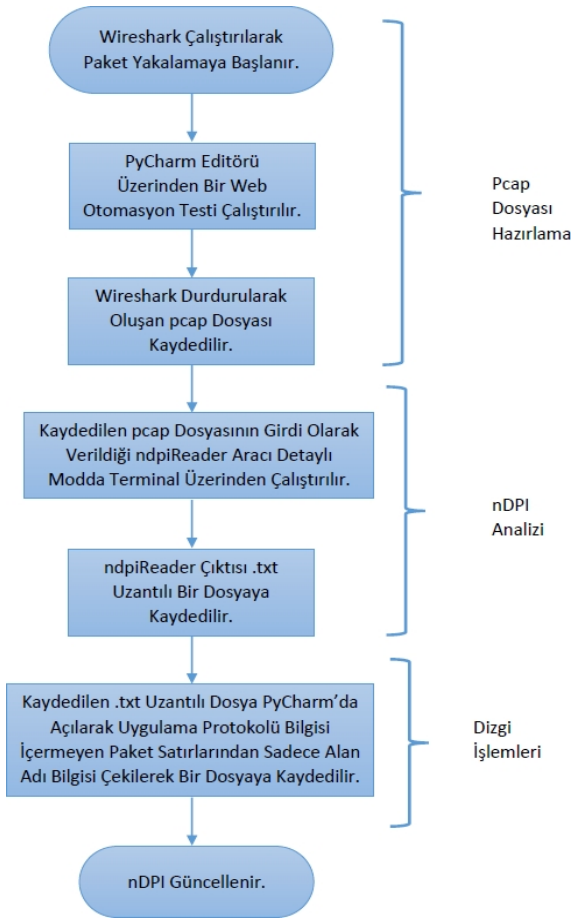 Wireshark Çalıştırılarak
Paket Yakalamaya Başlanır.
PyCharm Editörü
Üzerinden Bir Web
Otomasyon Testi Çalıştırılır.
Wireshark Durdurularak
Oluşan pcap Dosyası
Kaydedilir.
Pcap
Dosyası
Hazırlama
Kaydedilen pcap Dosyasının Girdi Olarak
Verildiği ndpiReader Aracı Detaylı
Modda Terminal Üzerinden Çalıştırılır.
ndpiReader Çıktısı .txt
Uzantılı Bir Dosyaya
Kaydedilir.
nDPI
Analizi
Kaydedilen .txt Uzantılı Dosya PyCharm’da
Açılarak Uygulama Protokolü Bilgisi
İçermeyen Paket Satırlarından Sadece Alan
Adı Bilgisi Çekilerek Bir Dosyaya Kaydedilir.
Dizgi
İşlemleri
nDPI Güncellenir.